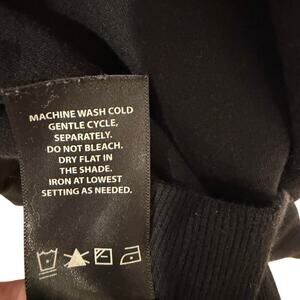 MACHINE WASH COLD
GENTLE CYCLE,
SEPARATELY.
DO NOT BLEACH.
DRY FLAT IN
THE SHADE.
IRON AT LOWEST
SETTING AS NEEDED.